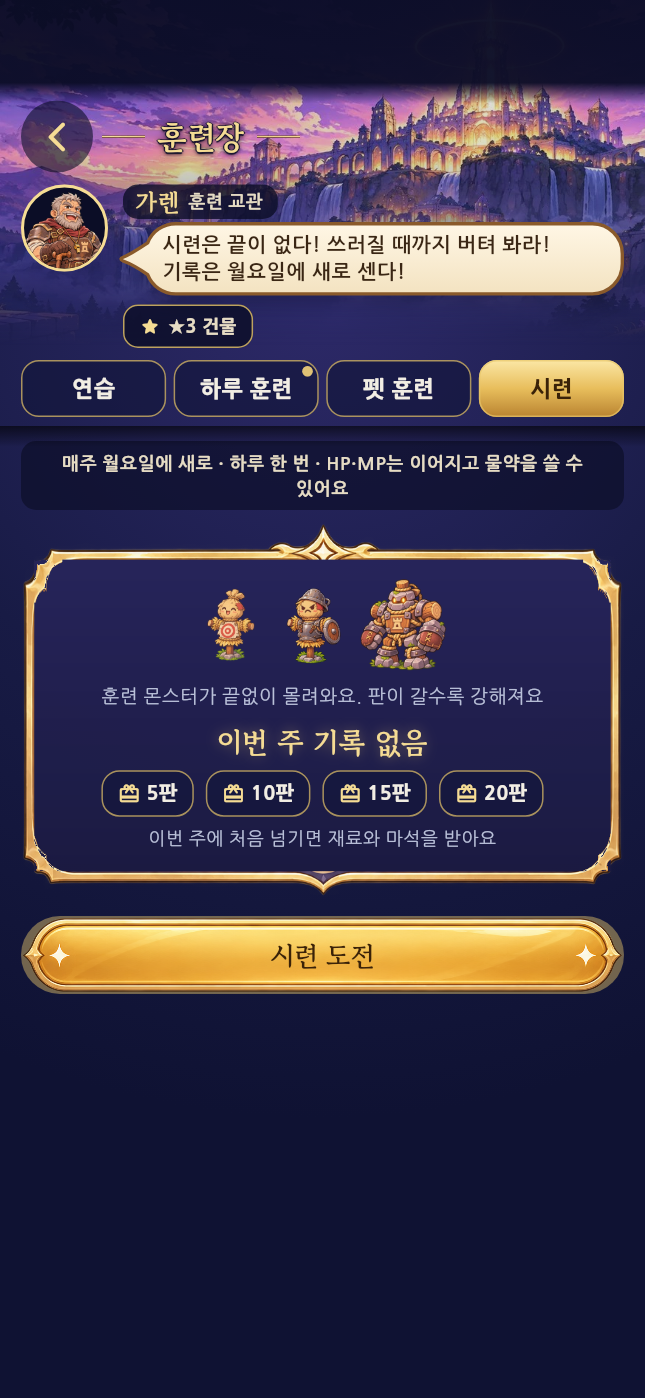 훈련장
가렌 훈련 교관
시련은 끝이 없다! 쓰러질 때까지 버텨 봐라!
기록은 월요일에 새로 센다!
★ ★3 건물
연습 하루 훈련 펫 훈련 시련
매주 월요일에 새로 · 하루 한 번 · HP·MP는 이어지고 물약을 쓸 수
있어요
훈련 몬스터가 끝없이 몰려와요. 판이 갈수록 강해져요
이번 주 기록 없음
5판 10판 15판 20판
이번 주에 처음 넘기면 재료와 마석을 받아요
시련 도전